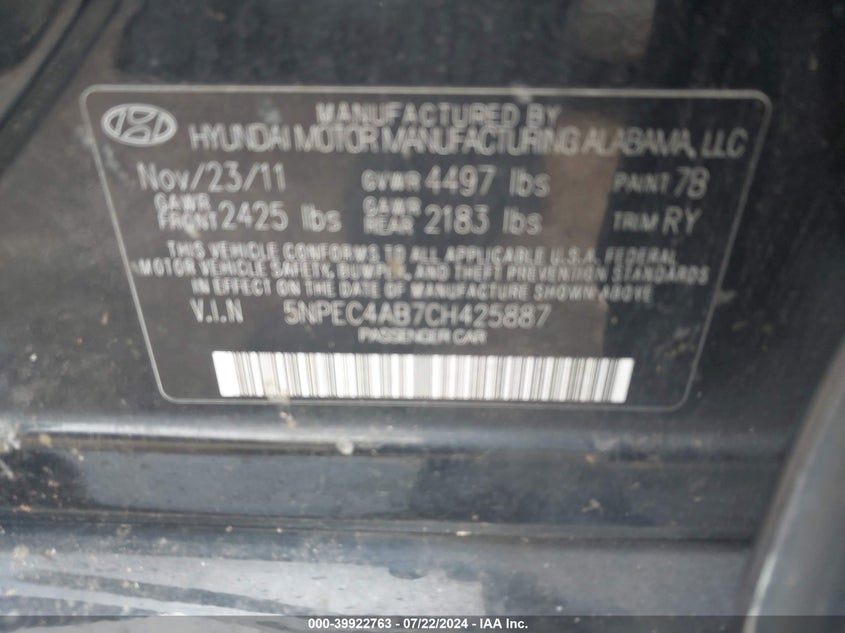 MANUFACTURED BY
HYUNDAI MOTOR MANUFACTURING ALABAMA, LLC
Nov/23/11 GVWR 4497 lbs PAINT 7B
GAWR FRONT 2425 lbs GAWR REAR 2183 lbs TRIM RY
THIS VEHICLE CONFORMS TO ALL APPLICABLE U.S.A. FEDERAL
MOTOR VEHICLE SAFETY, BUMPER, AND THEFT PREVENTION STANDARDS
IN EFFECT ON THE DATE OF MANUFACTURE SHOWN ABOVE
V.I.N 5NPEC4AB7CH425887
PASSENGER CAR
000-39922763 - 07/22/2024 - IAA Inc.